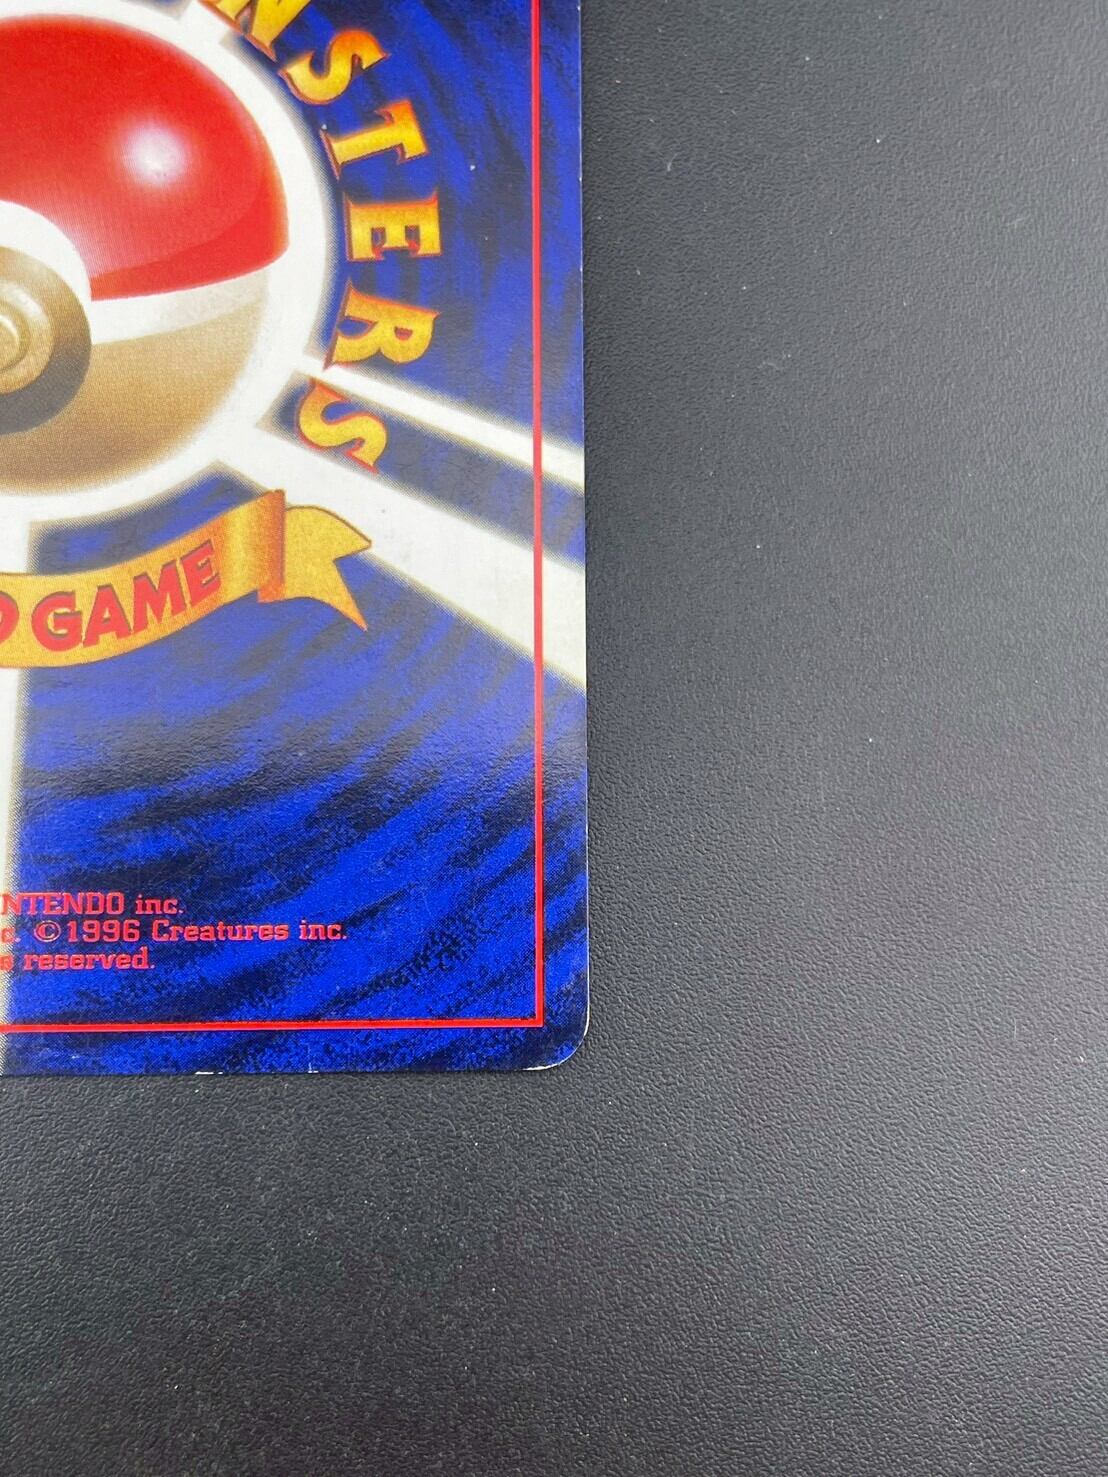 NSTERS
GAME
NTENDO inc.
c. ©1996 Creatures inc.
s reserved.